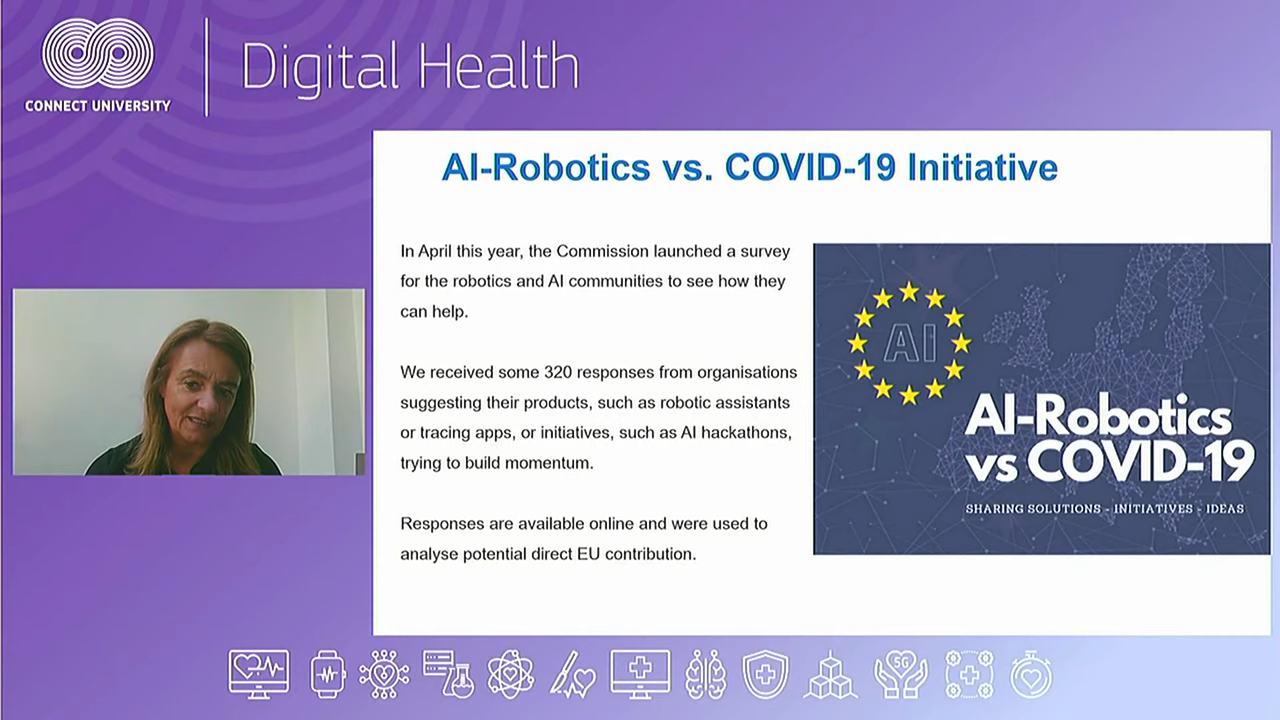 CONNECT UNIVERSITY
Digital Health
AI-Robotics vs. COVID-19 Initiative
In April this year, the Commission launched a survey
for the robotics and AI communities to see how they
can help.
We received some 320 responses from organisations
suggesting their products, such as robotic assistants
or tracing apps, or initiatives, such as AI hackathons,
trying to build momentum.
Responses are available online and were used to
analyse potential direct EU contribution.
AI
AI-Robotics
vs COVID-19
SHARING SOLUTIONS - INITIATIVES - IDEAS
5G